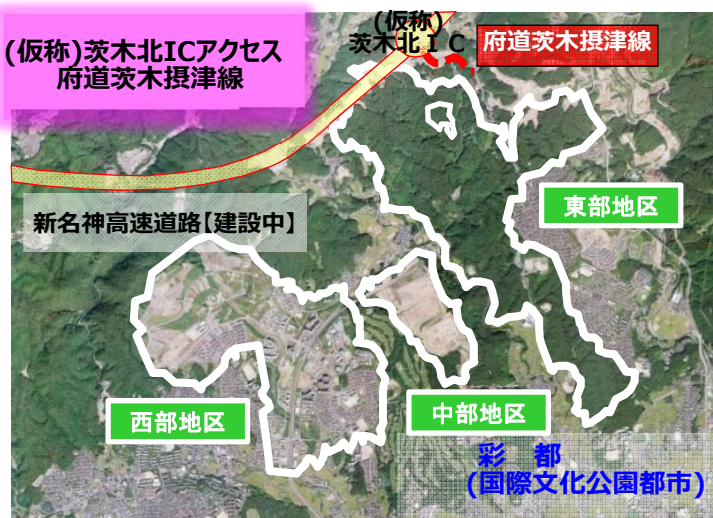 (仮称)茨木北ICアクセス
府道茨木摂津線
(仮称)
茨木北ＩＣ
府道茨木摂津線
新名神高速道路【建設中】
東部地区
西部地区
中部地区
彩　都
(国際文化公園都市)